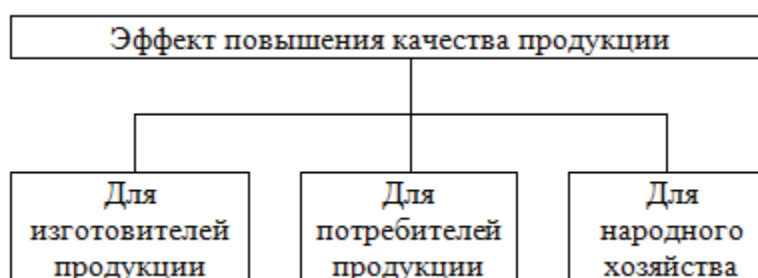 Эффект повышения качества продукции
Для
изготовителей
продукции
Для
потребителей
продукции
Для
народного
хозяйства